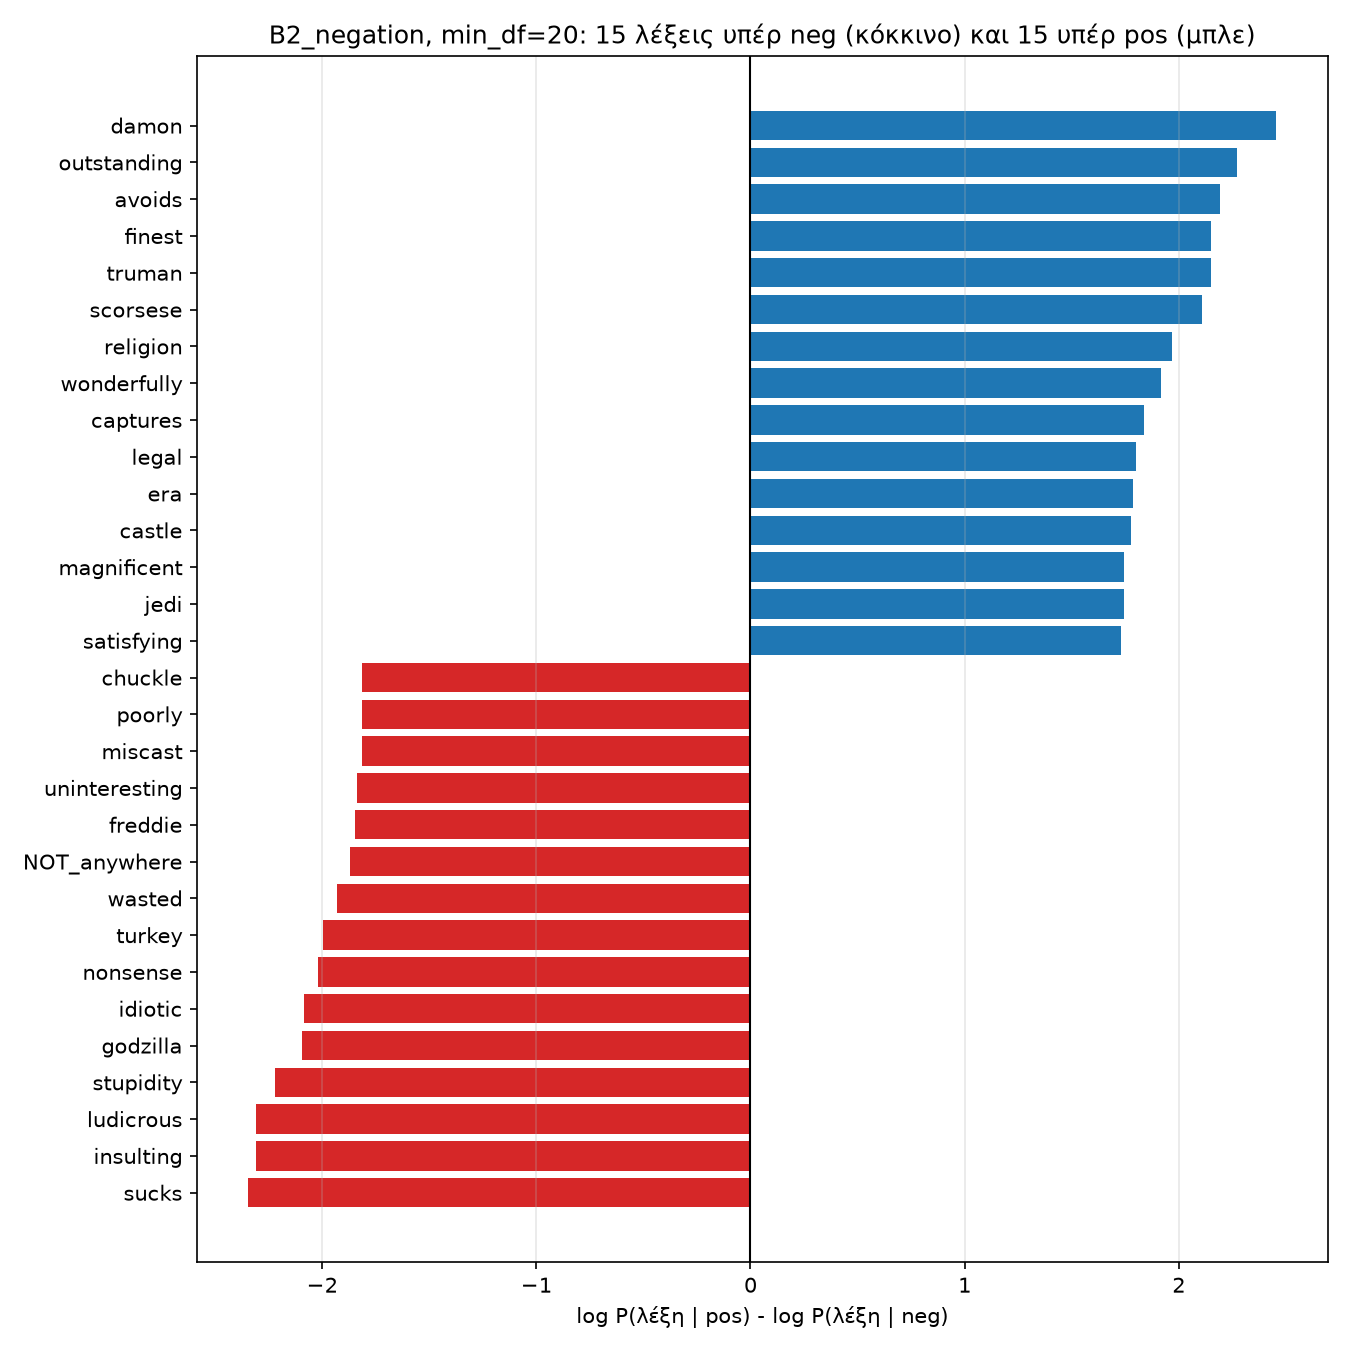 B2_negation, min_df=20: 15 λέξεις υπέρ neg (κόκκινο) και 15 υπέρ pos (μπλε)
damon
outstanding
avoids
finest
truman
scorsese
religion
wonderfully
captures
legal
era
castle
magnificent
jedi
satisfying
chuckle
poorly
miscast
uninteresting
freddie
NOT_anywhere
wasted
turkey
nonsense
idiotic
godzilla
stupidity
ludicrous
insulting
sucks
−2 −1 0 1 2
log P(λέξη | pos) - log P(λέξη | neg)